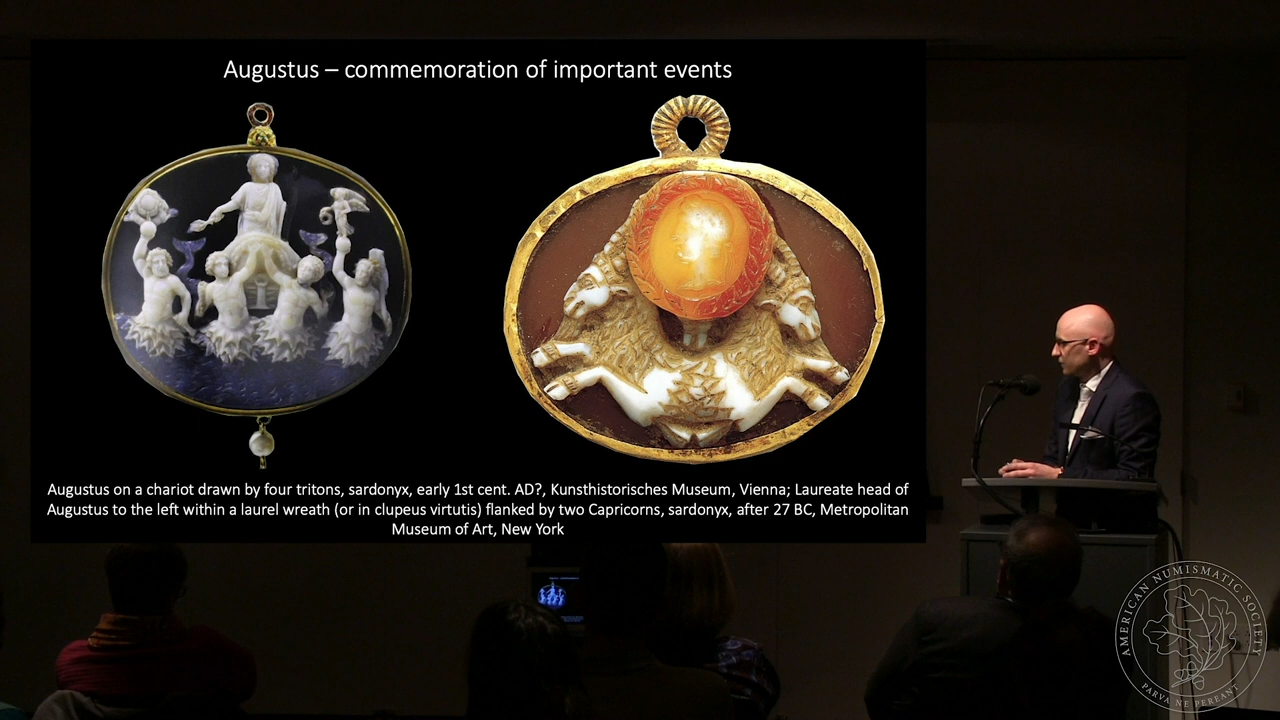 Augustus – commemoration of important events
Augustus on a chariot drawn by four tritons, sardonyx, early 1st cent. AD?, Kunsthistorisches Museum, Vienna; Laureate head of
Augustus to the left within a laurel wreath (or in clupeus virtutis) flanked by two Capricorns, sardonyx, after 27 BC, Metropolitan
Museum of Art, New York
AMERICAN NUMISMATIC SOCIETY
PARVA NE PEREANT